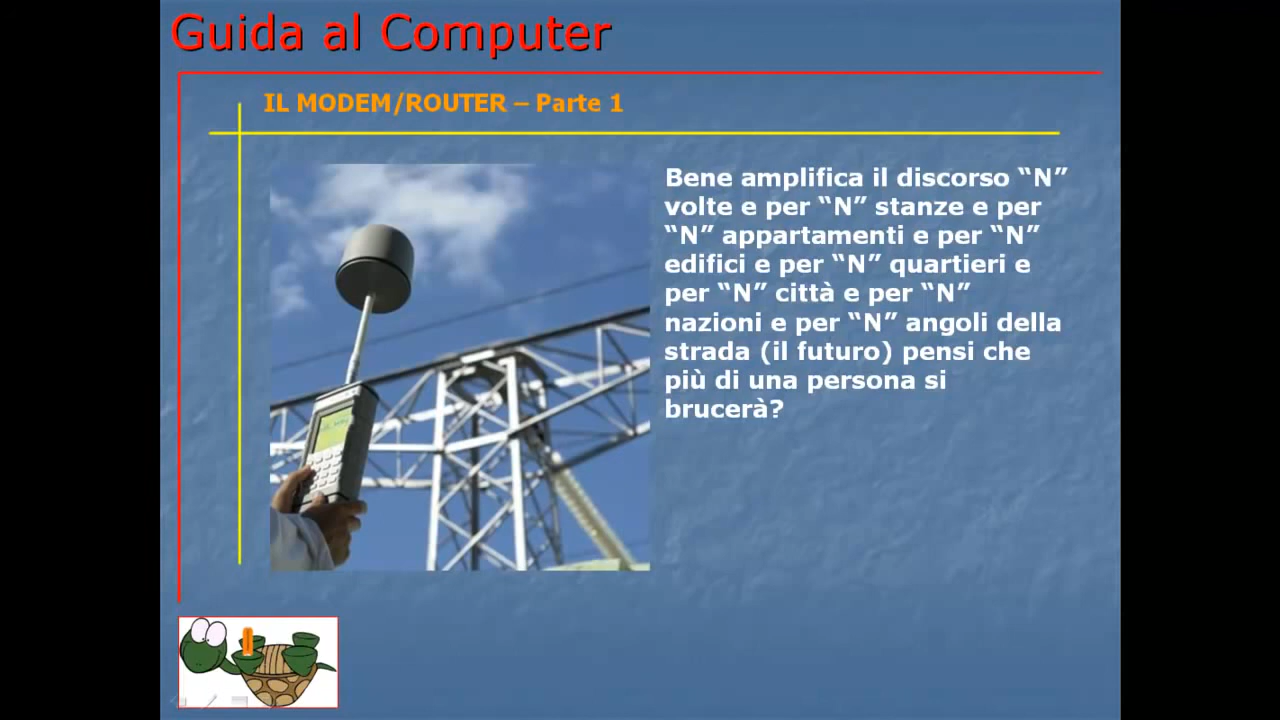 Guida al Computer
IL MODEM/ROUTER – Parte 1
Bene amplifica il discorso “N”
volte e per “N” stanze e per
“N” appartamenti e per “N”
edifici e per “N” quartieri e
per “N” città e per “N”
nazioni e per “N” angoli della
strada (il futuro) pensi che
più di una persona si
brucerà?